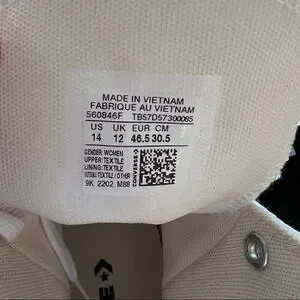 MADE IN VIETNAM
FABRIQUE AU VIETNAM
560846F TB57D57300085
US UK EUR CM
14 12 46.5 30.5
GENDER: WOMEN
UPPER: TEXTILE
LINING: TEXTILE
OUTSOLE: TEXTILE / OTHER
9K 2202 M88
CONVERSE